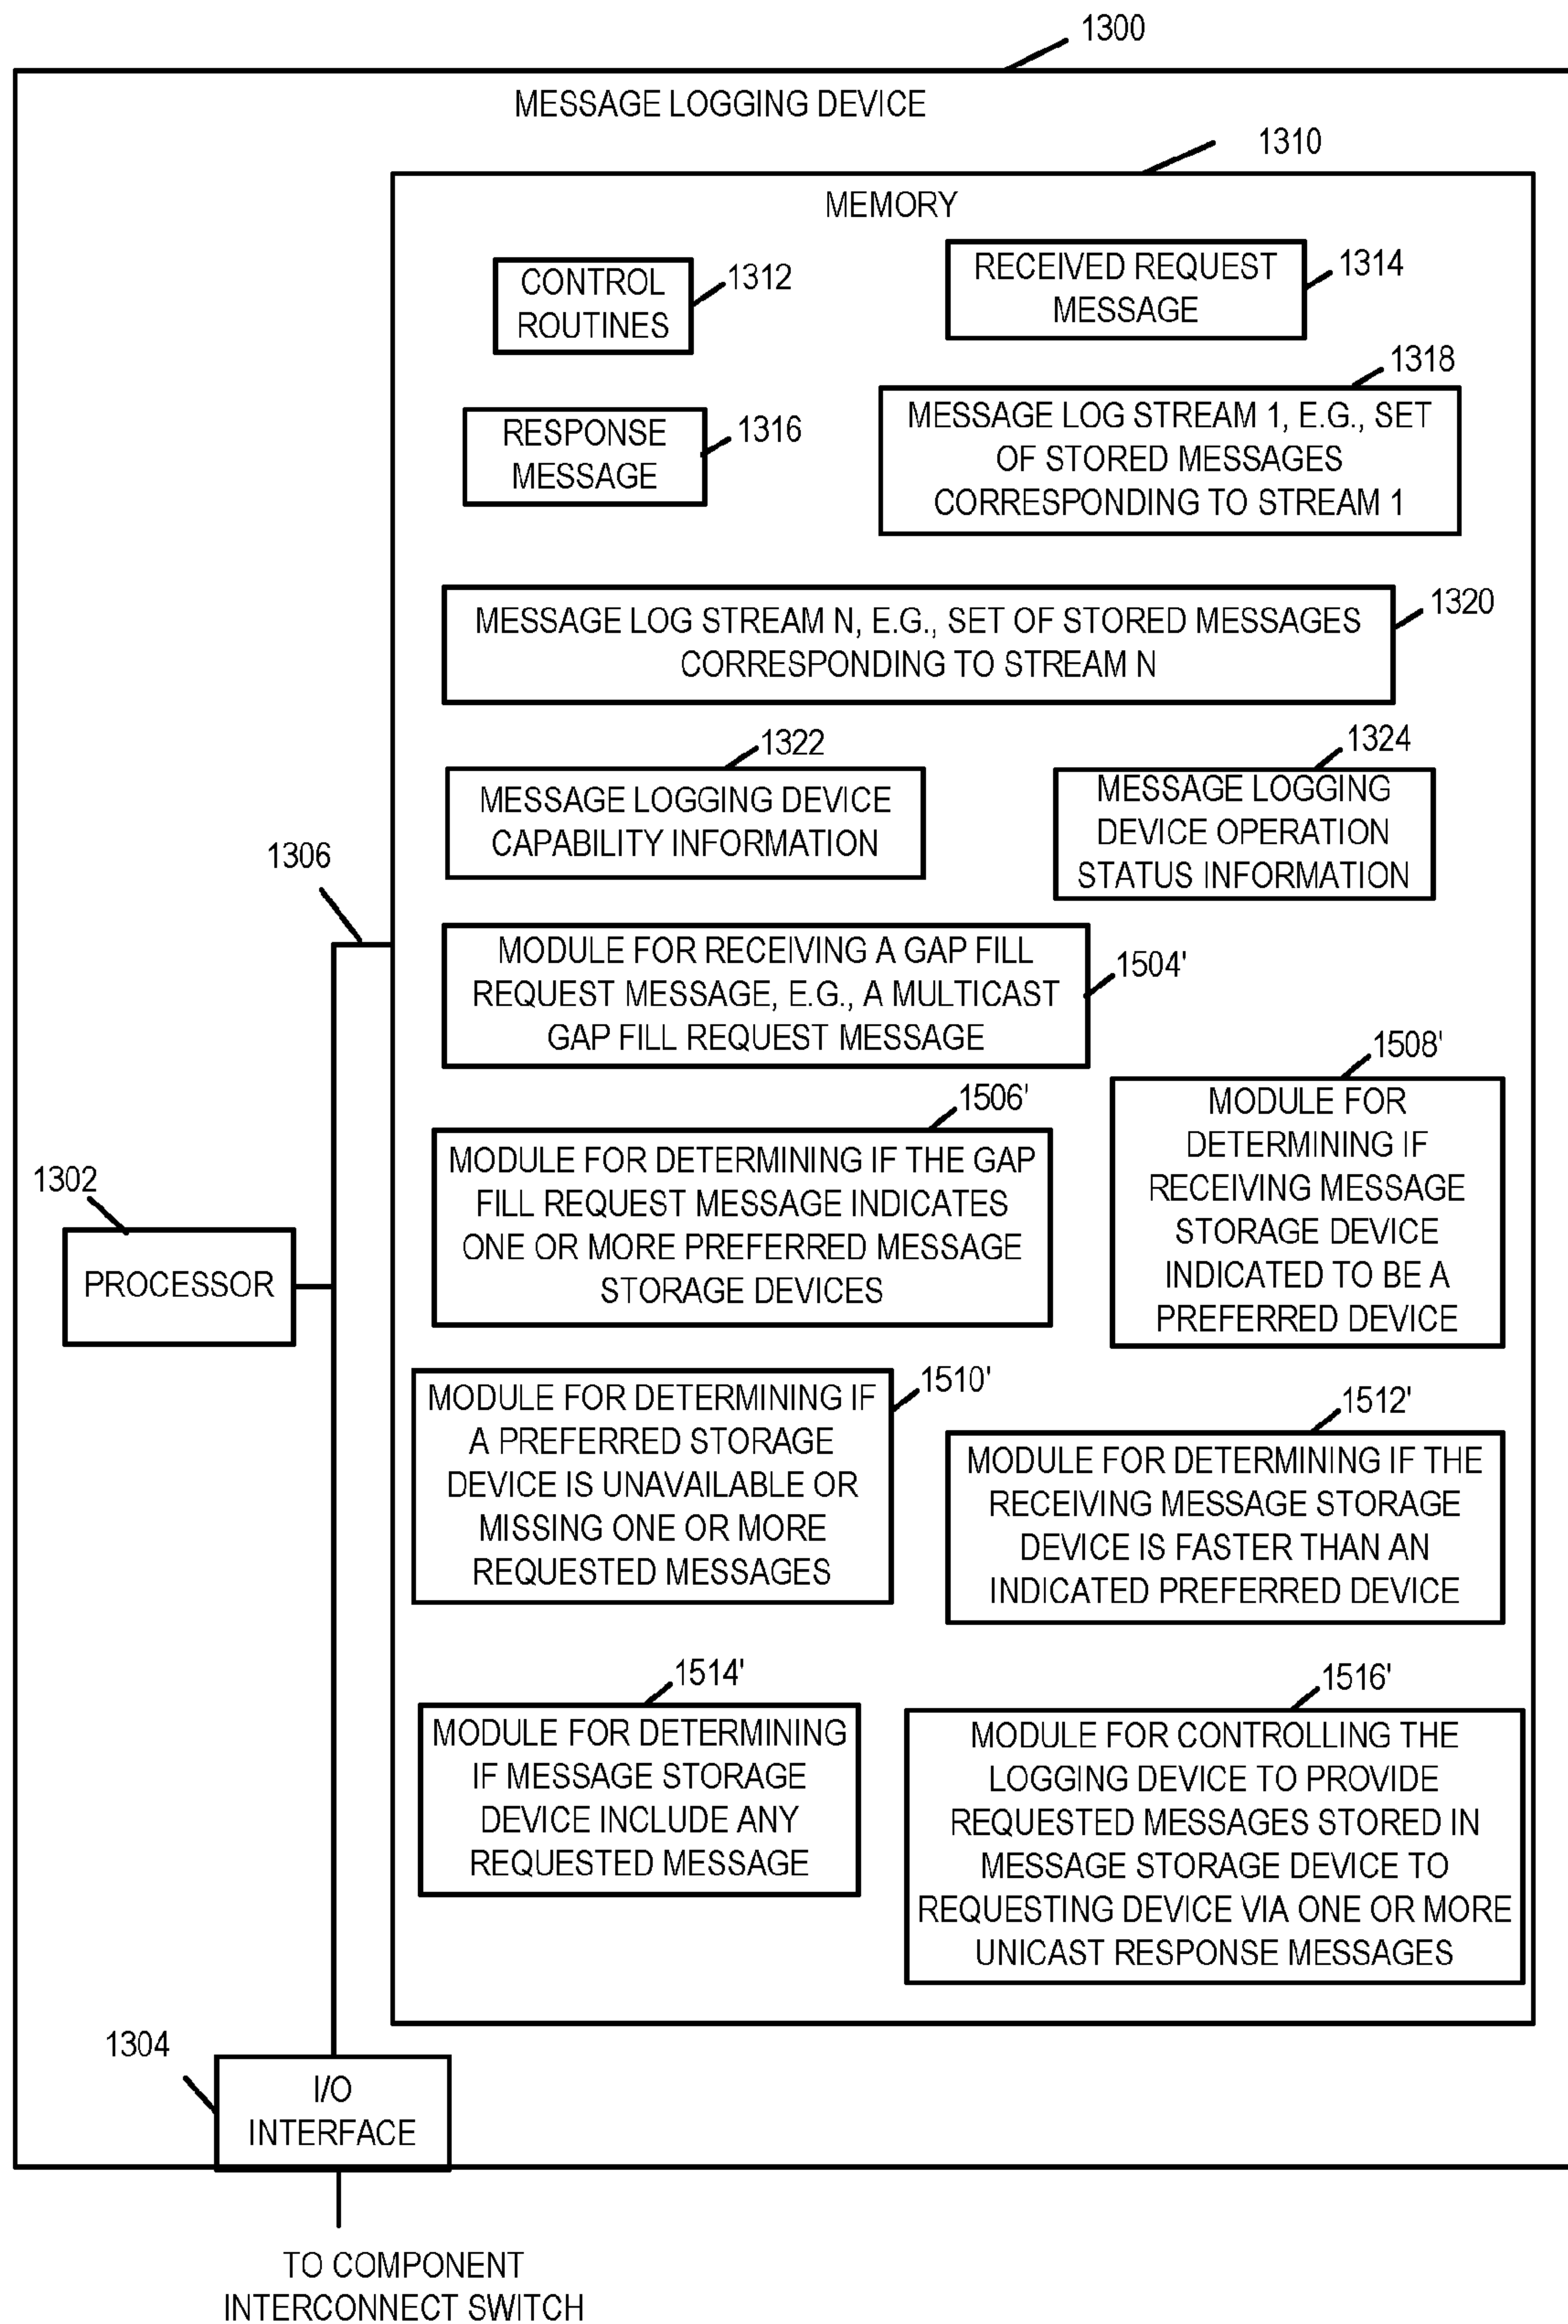 1300
MESSAGE LOGGING DEVICE
1310
MEMORY
CONTROL
ROUTINES
1312
RECEIVED REQUEST
MESSAGE
1314
RESPONSE
MESSAGE
1316
1318
MESSAGE LOG STREAM 1, E.G., SET
OF STORED MESSAGES
CORRESPONDING TO STREAM 1
MESSAGE LOG STREAM N, E.G., SET OF STORED MESSAGES
CORRESPONDING TO STREAM N
1320
1322
MESSAGE LOGGING DEVICE
CAPABILITY INFORMATION
1324
MESSAGE LOGGING
DEVICE OPERATION
STATUS INFORMATION
1306
MODULE FOR RECEIVING A GAP FILL
REQUEST MESSAGE, E.G., A MULTICAST
GAP FILL REQUEST MESSAGE
1504'
1506'
MODULE FOR DETERMINING IF THE GAP
FILL REQUEST MESSAGE INDICATES
ONE OR MORE PREFERRED MESSAGE
STORAGE DEVICES
1508'
MODULE FOR
DETERMINING IF
RECEIVING MESSAGE
STORAGE DEVICE
INDICATED TO BE A
PREFERRED DEVICE
1302
PROCESSOR
MODULE FOR DETERMINING IF
A PREFERRED STORAGE
DEVICE IS UNAVAILABLE OR
MISSING ONE OR MORE
REQUESTED MESSAGES
1510'
1512'
MODULE FOR DETERMINING IF THE
RECEIVING MESSAGE STORAGE
DEVICE IS FASTER THAN AN
INDICATED PREFERRED DEVICE
1514'
MODULE FOR DETERMINING
IF MESSAGE STORAGE
DEVICE INCLUDE ANY
REQUESTED MESSAGE
1516'
MODULE FOR CONTROLLING THE
LOGGING DEVICE TO PROVIDE
REQUESTED MESSAGES STORED IN
MESSAGE STORAGE DEVICE TO
REQUESTING DEVICE VIA ONE OR MORE
UNICAST RESPONSE MESSAGES
1304
I/O
INTERFACE
TO COMPONENT
INTERCONNECT SWITCH